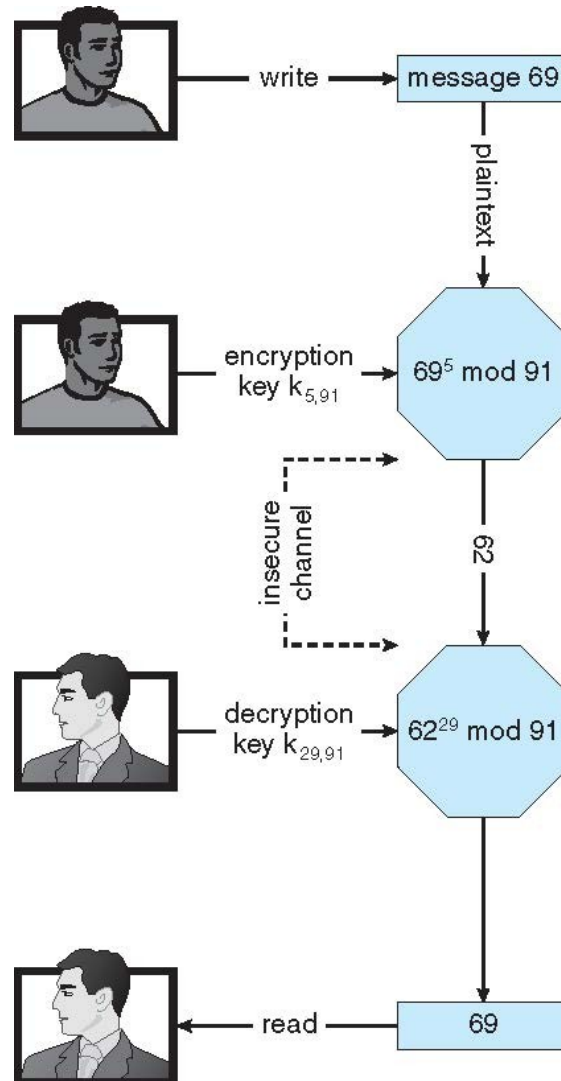 write
message 69
plaintext
encryption
key k₅,₉₁
69⁵ mod 91
insecure
channel
62
decryption
key k₂₉,₉₁
62²⁹ mod 91
read
69